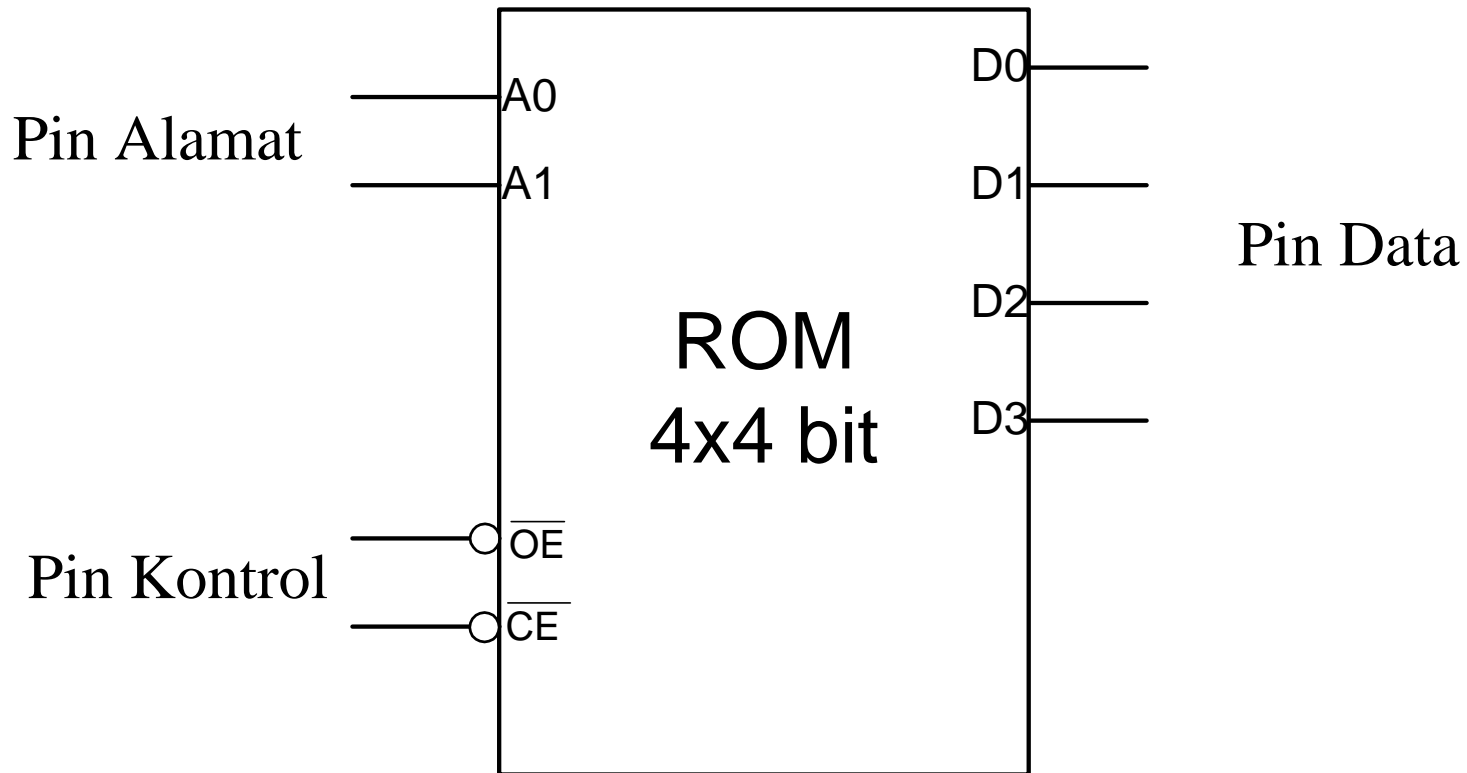 Pin Alamat
A0
A1
Pin Kontrol
OE
CE
ROM
4x4 bit
D0
D1
D2
D3
Pin Data